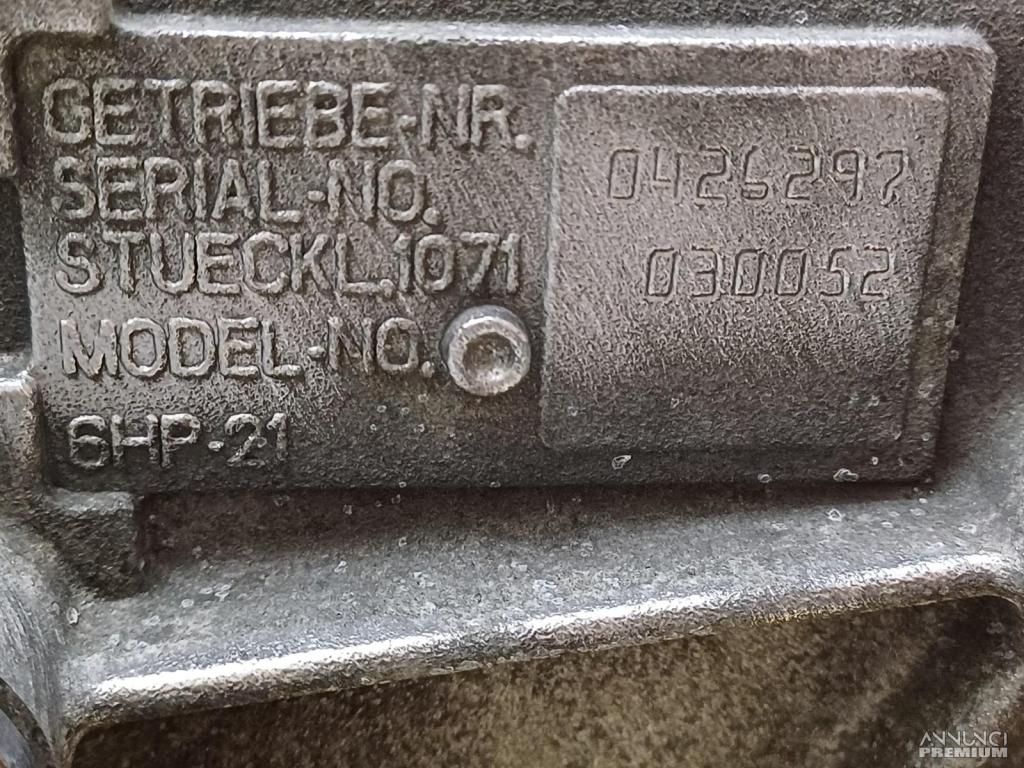 GETRIEBE-NR.
SERIAL-NO. 0426297
STUECKL.1071 030052
MODEL-NO.
6HP-21
ANNUNCI
PREMIUM